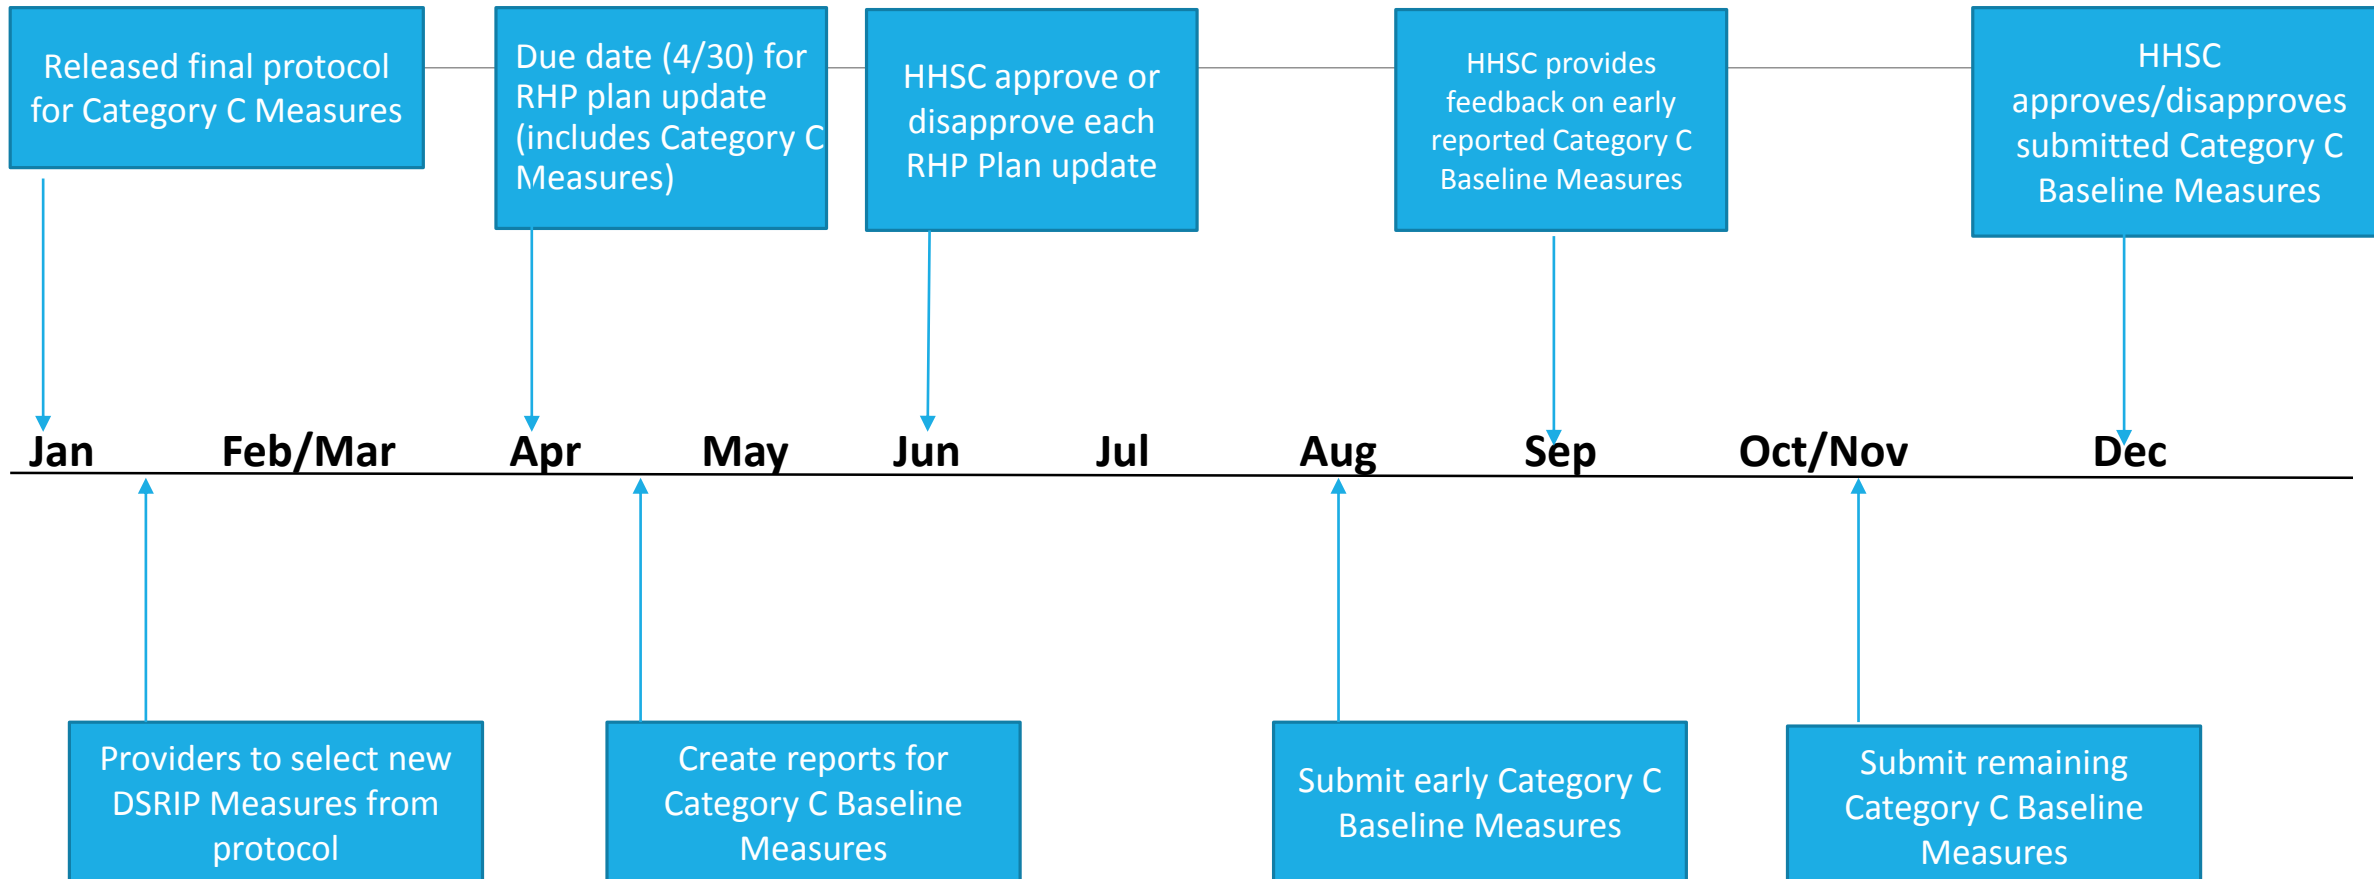 Released final protocol
for Category C Measures
Due date (4/30) for
RHP plan update
(includes Category C
Measures)
HHSC approve or
disapprove each
RHP Plan update
HHSC provides
feedback on early
reported Category C
Baseline Measures
HHSC
approves/disapproves
submitted Category C
Baseline Measures
Jan Feb/Mar Apr May Jun Jul Aug Sep Oct/Nov Dec
Providers to select new
DSRIP Measures from
protocol
Create reports for
Category C Baseline
Measures
Submit early Category C
Baseline Measures
Submit remaining
Category C Baseline
Measures